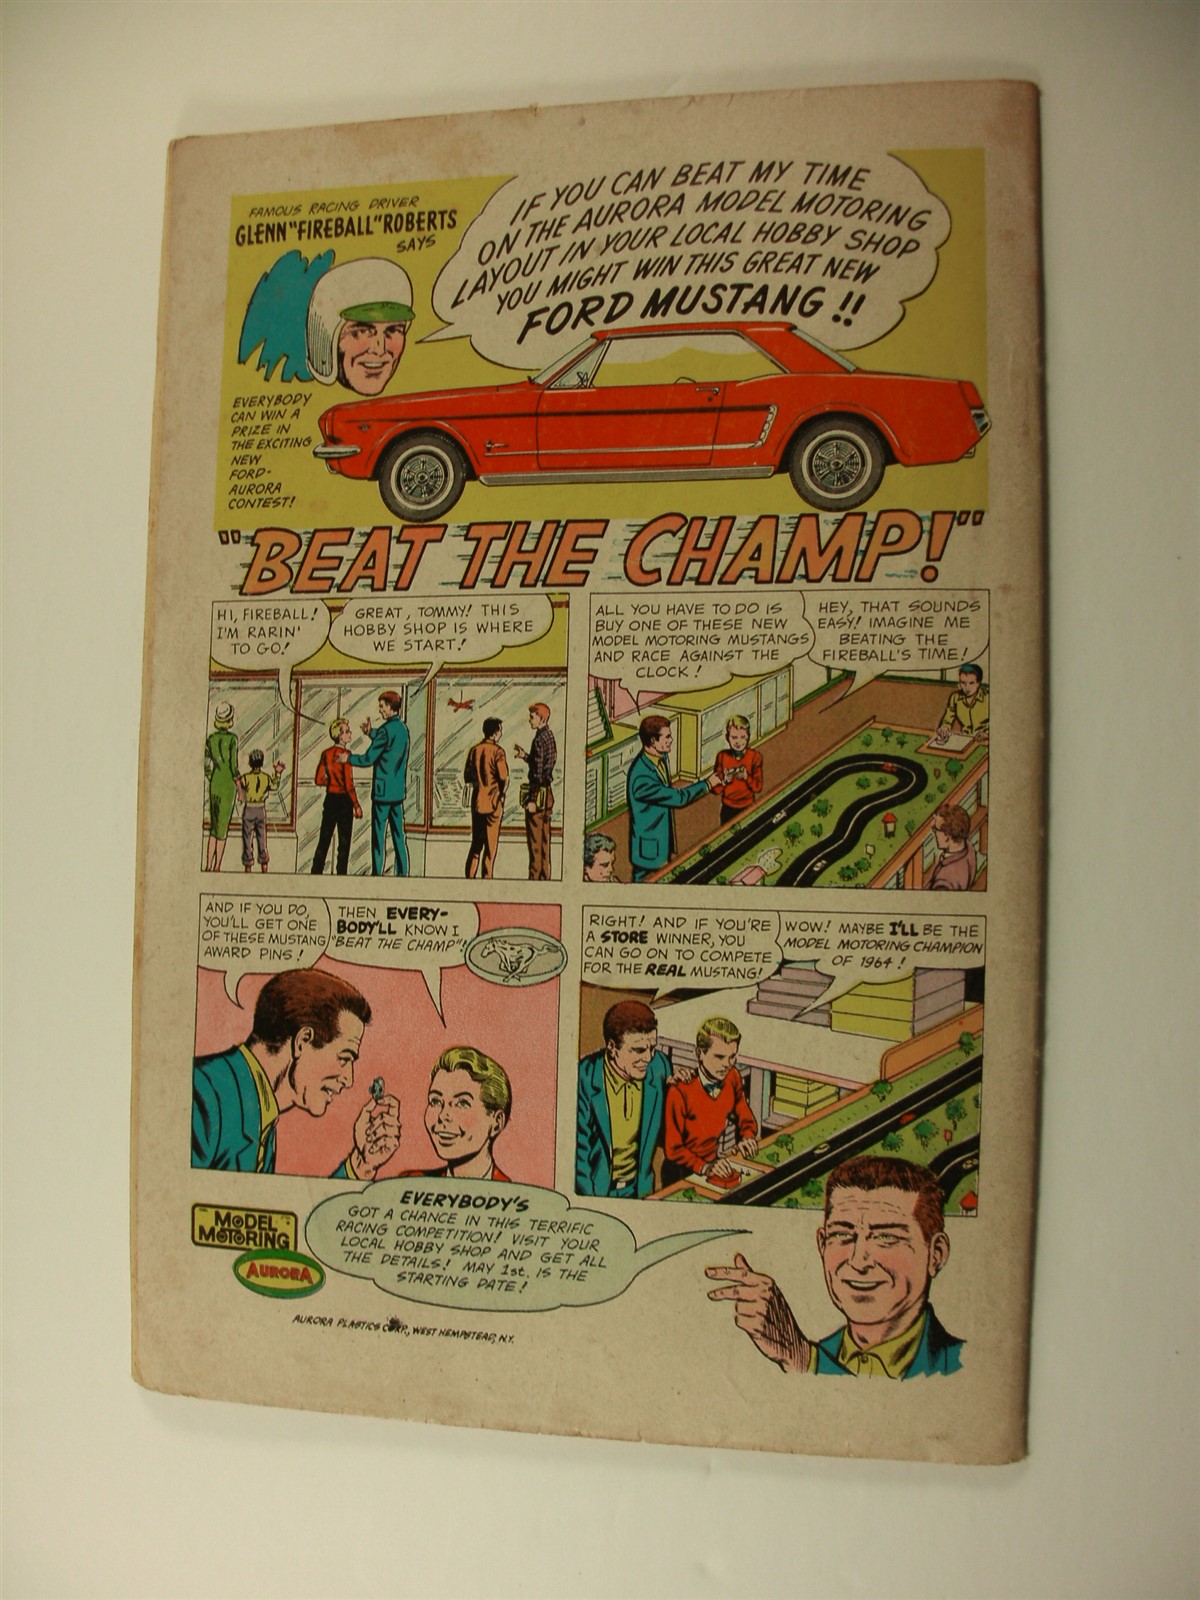 FAMOUS RACING DRIVER
GLENN "FIREBALL" ROBERTS
SAYS
IF YOU CAN BEAT MY TIME
ON THE AURORA MODEL MOTORING
LAYOUT IN YOUR LOCAL HOBBY SHOP
YOU MIGHT WIN THIS GREAT NEW
FORD MUSTANG!!
EVERYBODY
CAN WIN A
PRIZE IN
THE EXCITING
NEW
FORD-
AURORA
CONTEST!
"BEAT THE CHAMP!"
HI, FIREBALL!
I'M RARIN'
TO GO!
GREAT, TOMMY! THIS
HOBBY SHOP IS WHERE
WE START!
ALL YOU HAVE TO DO IS
BUY ONE OF THESE NEW
MODEL MOTORING MUSTANGS
AND RACE AGAINST THE
CLOCK!
HEY, THAT SOUNDS
EASY! IMAGINE ME
BEATING THE
FIREBALL'S TIME!
AND IF YOU DO,
YOU'LL GET ONE
OF THESE MUSTANG
AWARD PINS!
THEN EVERY-
BODY'LL KNOW I
"BEAT THE CHAMP"!
RIGHT! AND IF YOU'RE
A STORE WINNER, YOU
CAN GO ON TO COMPETE
FOR THE REAL MUSTANG!
WOW! MAYBE I'LL BE THE
MODEL MOTORING CHAMPION
OF 1964!
MODEL
MOTORING
AURORA
EVERYBODY'S
GOT A CHANCE IN THIS TERRIFIC
RACING COMPETITION! VISIT YOUR
LOCAL HOBBY SHOP AND GET ALL
THE DETAILS! MAY 1st. IS THE
STARTING DATE!
AURORA PLASTICS CORP., WEST HEMPSTEAD, N.Y.